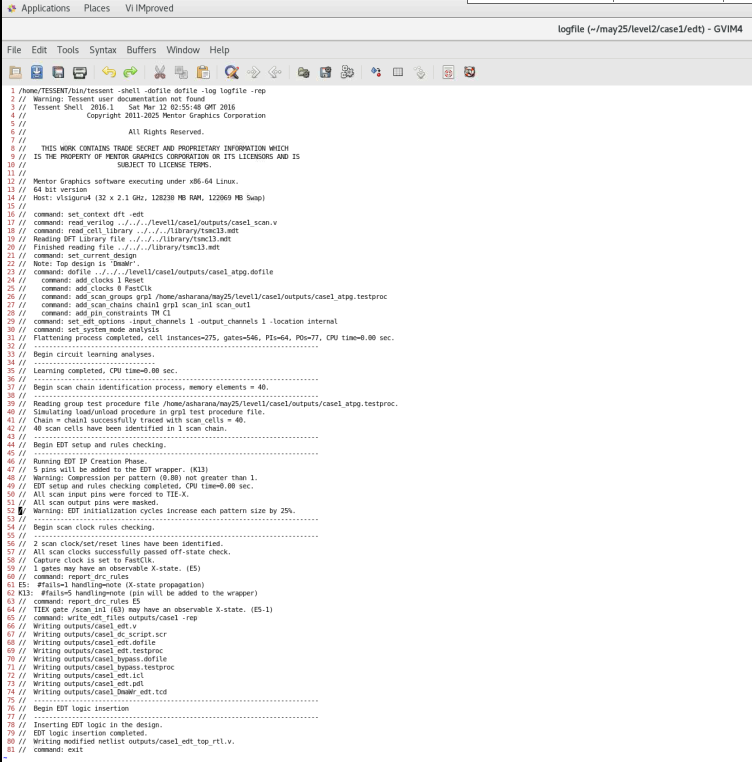 Applications Places Vi IMproved
logfile (~/may25/level2/case1/edt) - GVIM4
File Edit Tools Syntax Buffers Window Help
1 /home/TESSENT/bin/tessent -shell -dofile dofile -log logfile -rep
2 // Warning: Tessent user documentation not found
3 // Tessent Shell 2016.1 Sat Mar 12 02:55:48 GMT 2016
4 // Copyright 2011-2025 Mentor Graphics Corporation
5 //
6 // All Rights Reserved.
7 //
8 // THIS WORK CONTAINS TRADE SECRET AND PROPRIETARY INFORMATION WHICH
9 // IS THE PROPERTY OF MENTOR GRAPHICS CORPORATION OR ITS LICENSORS AND IS
10 // SUBJECT TO LICENSE TERMS.
11 //
12 // Mentor Graphics software executing under x86-64 Linux.
13 // 64 bit version
14 // Host: vlsiguru4 (32 x 2.1 GHz, 128230 MB RAM, 122069 MB Swap)
15 //
16 // command: set_context dft -edt
17 // command: read_verilog ../../../level1/case1/outputs/case1_scan.v
18 // command: read_cell_library ../../../library/tsmc13.mdt
19 // Reading DFT Library file ../../../library/tsmc13.mdt
20 // Finished reading file ../../../library/tsmc13.mdt
21 // command: set_current_design
22 // Note: Top design is 'DmaWr'.
23 // command: dofile ../../../level1/case1/outputs/case1_atpg.dofile
24 // command: add_clocks 1 Reset
25 // command: add_clocks 0 FastClk
26 // command: add_scan_groups grp1 /home/asharana/may25/level1/case1/outputs/case1_atpg.testproc
27 // command: add_scan_chains chain1 grp1 scan_in1 scan_out1
28 // command: add_pin_constraints TM C1
29 // command: set_edt_options -input_channels 1 -output_channels 1 -location internal
30 // command: set_system_mode analysis
31 // Flattening process completed, cell instances=275, gates=546, PIs=64, POs=77, CPU time=0.00 sec.
32 // ---------------------------------------------------------------------------
33 // Begin circuit learning analyses.
34 // --------------------------------
35 // Learning completed, CPU time=0.00 sec.
36 // ---------------------------------------------------------------------------
37 // Begin scan chain identification process, memory elements = 40.
38 // ---------------------------------------------------------------------------
39 // Reading group test procedure file /home/asharana/may25/level1/case1/outputs/case1_atpg.testproc.
40 // Simulating load/unload procedure in grp1 test procedure file.
41 // Chain = chain1 successfully traced with scan_cells = 40.
42 // 40 scan cells have been identified in 1 scan chain.
43 // ---------------------------------------------------------------------------
44 // Begin EDT setup and rules checking.
45 // ---------------------------------------------------------------------------
46 // Running EDT IP Creation Phase.
47 // 5 pins will be added to the EDT wrapper. (K13)
48 // Warning: Compression per pattern (0.80) not greater than 1.
49 // EDT setup and rules checking completed, CPU time=0.00 sec.
50 // All scan input pins were forced to TIE-X.
51 // All scan output pins were masked.
52 // Warning: EDT initialization cycles increase each pattern size by 25%.
53 // ---------------------------------------------------------------------------
54 // Begin scan clock rules checking.
55 // ---------------------------------------------------------------------------
56 // 2 scan clock/set/reset lines have been identified.
57 // All scan clocks successfully passed off-state check.
58 // Capture clock is set to FastClk.
59 // 1 gates may have an observable X-state. (E5)
60 // command: report_drc_rules
61 E5: #fails=1 handling=note (X-state propagation)
62 K13: #fails=5 handling=note (pin will be added to the wrapper)
63 // command: report_drc_rules E5
64 // TIEX gate /scan_in1 (63) may have an observable X-state. (E5-1)
65 // command: write_edt_files outputs/case1 -rep
66 // Writing outputs/case1_edt.v
67 // Writing outputs/case1_dc_script.scr
68 // Writing outputs/case1_edt.dofile
69 // Writing outputs/case1_edt.testproc
70 // Writing outputs/case1_bypass.dofile
71 // Writing outputs/case1_bypass.testproc
72 // Writing outputs/case1_edt.icl
73 // Writing outputs/case1_edt.pdl
74 // Writing outputs/case1_DmaWr_edt.tcd
75 // ---------------------------------------------------------------------------
76 // Begin EDT logic insertion
77 // ---------------------------------------------------------------------------
78 // Inserting EDT logic in the design.
79 // EDT logic insertion completed.
80 // Writing modified netlist outputs/case1_edt_top_rtl.v.
81 // command: exit
~